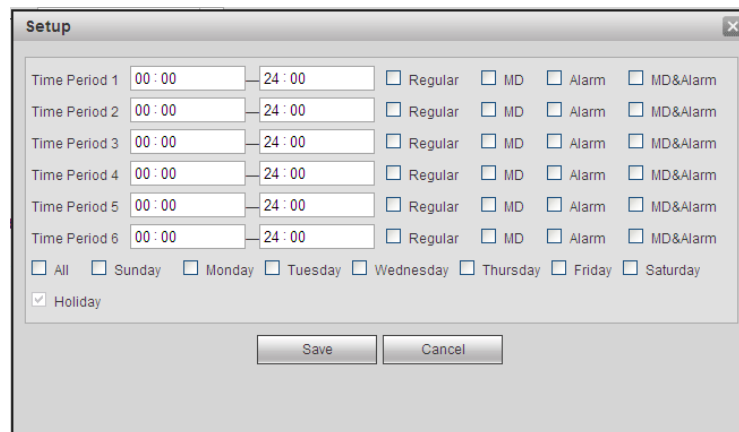 Setup
Time Period 1 00:00 — 24:00 Regular MD Alarm MD&Alarm
Time Period 2 00:00 — 24:00 Regular MD Alarm MD&Alarm
Time Period 3 00:00 — 24:00 Regular MD Alarm MD&Alarm
Time Period 4 00:00 — 24:00 Regular MD Alarm MD&Alarm
Time Period 5 00:00 — 24:00 Regular MD Alarm MD&Alarm
Time Period 6 00:00 — 24:00 Regular MD Alarm MD&Alarm
All Sunday Monday Tuesday Wednesday Thursday Friday Saturday
Holiday
Save Cancel